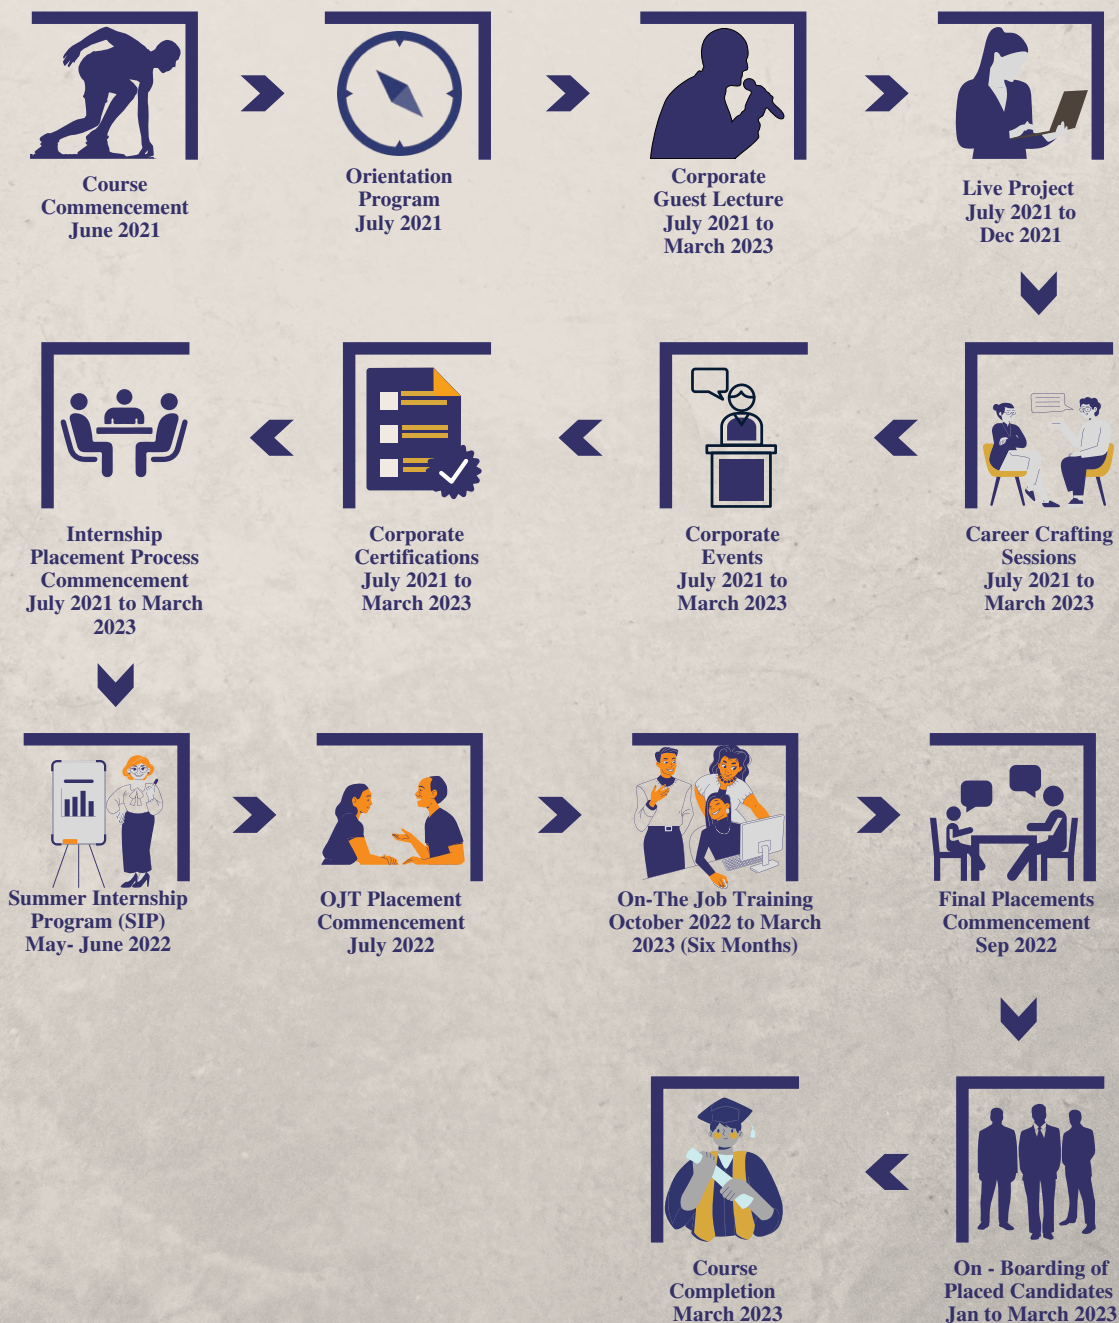 Course
Commencement
June 2021
Orientation
Program
July 2021
Corporate
Guest Lecture
July 2021 to
March 2023
Live Project
July 2021 to
Dec 2021
Career Crafting
Sessions
July 2021 to
March 2023
Corporate
Events
July 2021 to
March 2023
Corporate
Certifications
July 2021 to
March 2023
Internship
Placement Process
Commencement
July 2021 to March
2023
Summer Internship
Program (SIP)
May- June 2022
OJT Placement
Commencement
July 2022
On-The Job Training
October 2022 to March
2023 (Six Months)
Final Placements
Commencement
Sep 2022
On - Boarding of
Placed Candidates
Jan to March 2023
Course
Completion
March 2023